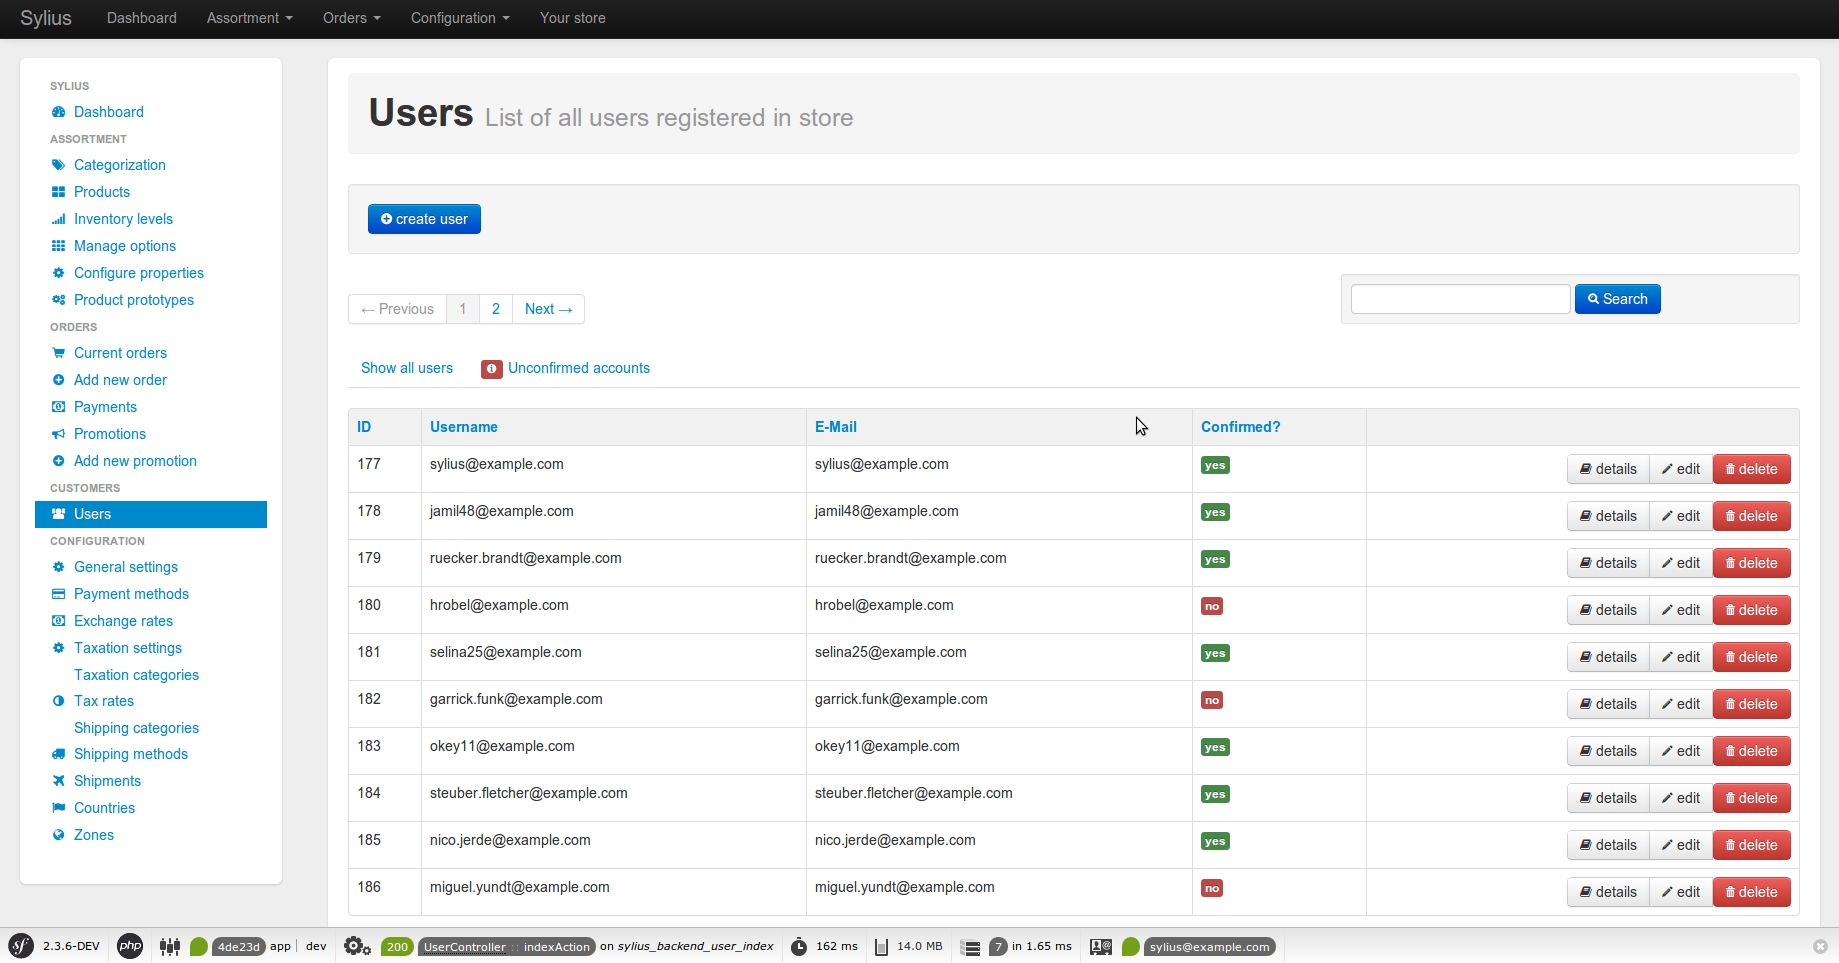 Sylius Dashboard Assortment Orders Configuration Your store
SYLIUS
Dashboard
ASSORTMENT
Categorization
Products
Inventory levels
Manage options
Configure properties
Product prototypes
ORDERS
Current orders
Add new order
Payments
Promotions
Add new promotion
CUSTOMERS
Users
CONFIGURATION
General settings
Payment methods
Exchange rates
Taxation settings
Taxation categories
Tax rates
Shipping categories
Shipping methods
Shipments
Countries
Zones
Users List of all users registered in store
create user
← Previous 1 2 Next →
Search
Show all users Unconfirmed accounts
ID Username E-Mail Confirmed?
177 sylius@example.com sylius@example.com yes details edit delete
178 jamil48@example.com jamil48@example.com yes details edit delete
179 ruecker.brandt@example.com ruecker.brandt@example.com yes details edit delete
180 hrobel@example.com hrobel@example.com no details edit delete
181 selina25@example.com selina25@example.com yes details edit delete
182 garrick.funk@example.com garrick.funk@example.com no details edit delete
183 okey11@example.com okey11@example.com yes details edit delete
184 steuber.fletcher@example.com steuber.fletcher@example.com yes details edit delete
185 nico.jerde@example.com nico.jerde@example.com yes details edit delete
186 miguel.yundt@example.com miguel.yundt@example.com no details edit delete
sf 2.3.6-DEV php 4de23d app | dev 200 UserController :: indexAction on sylius_backend_user_index 162 ms 14.0 MB 7 in 1.65 ms sylius@example.com